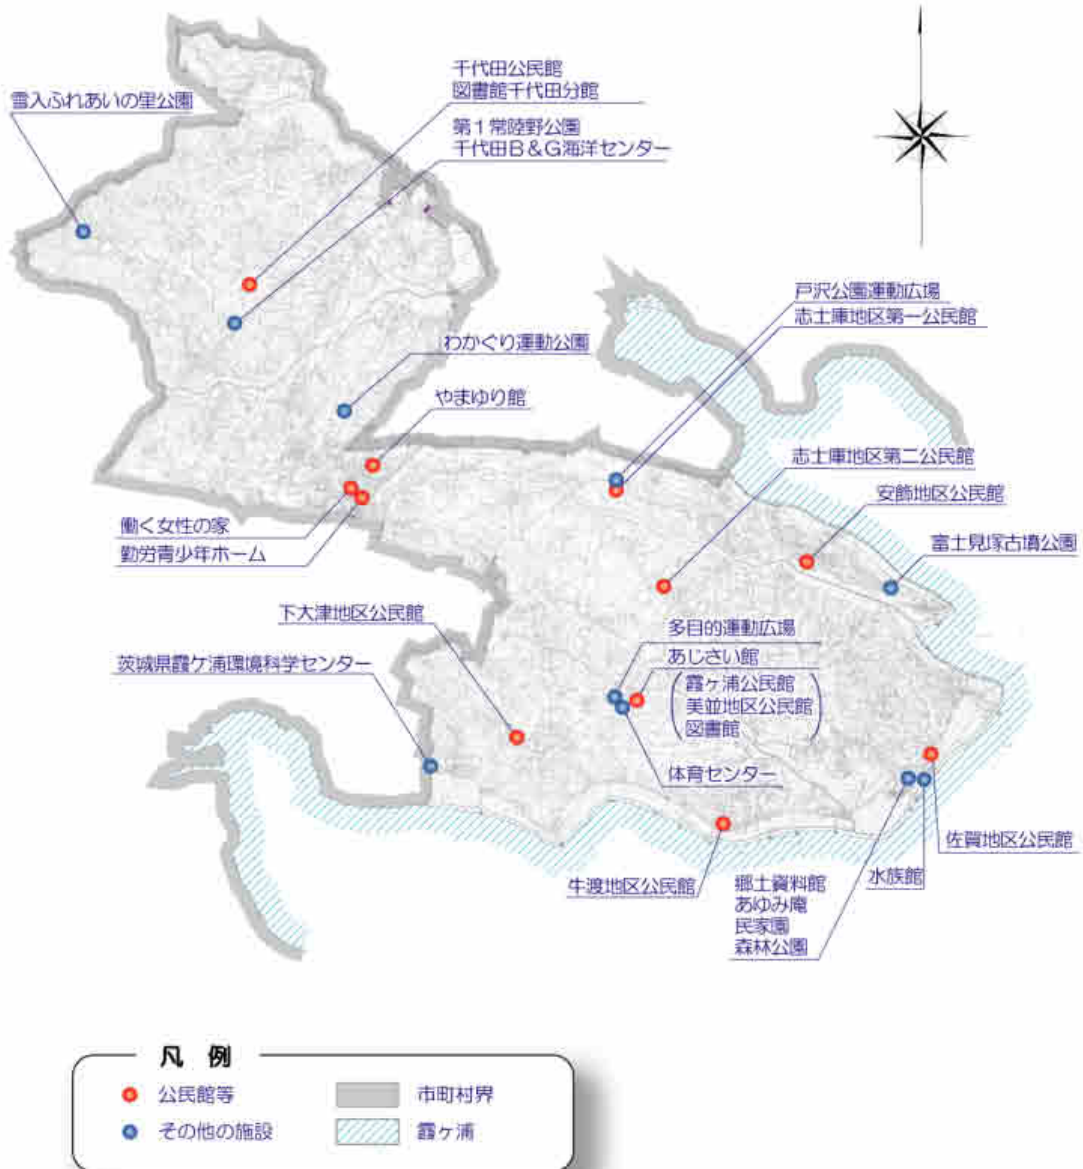 千代田公民館
図書館千代田分館
雪入ふれあいの里公園
第1常陸野公園
千代田B&G海洋センター
戸沢公園運動広場
志士庫地区第一公民館
わかぐり運動公園
やまゆり館
志士庫地区第二公民館
安飾地区公民館
働く女性の家
勤労青少年ホーム
富士見塚古墳公園
下大津地区公民館
多目的運動広場
あじさい館
茨城県霞ケ浦環境科学センター
霞ヶ浦公民館
美並地区公民館
図書館
体育センター
佐賀地区公民館
牛渡地区公民館
水族館
郷土資料館
あゆみ庵
民家園
森林公園
凡 例
公民館等
市町村界
その他の施設
霞ヶ浦